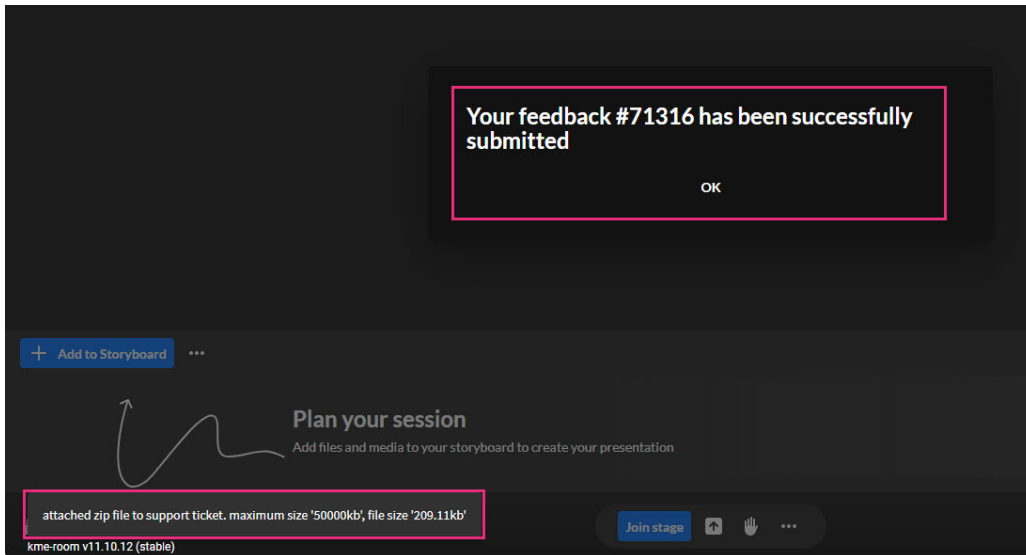 Your feedback #71316 has been successfully
submitted
OK
Add to Storyboard
Plan your session
Add files and media to your storyboard to create your presentation
attached zip file to support ticket. maximum size '50000kb', file size '209.11kb'
Join stage
kme-room v11.10.12 (stable)